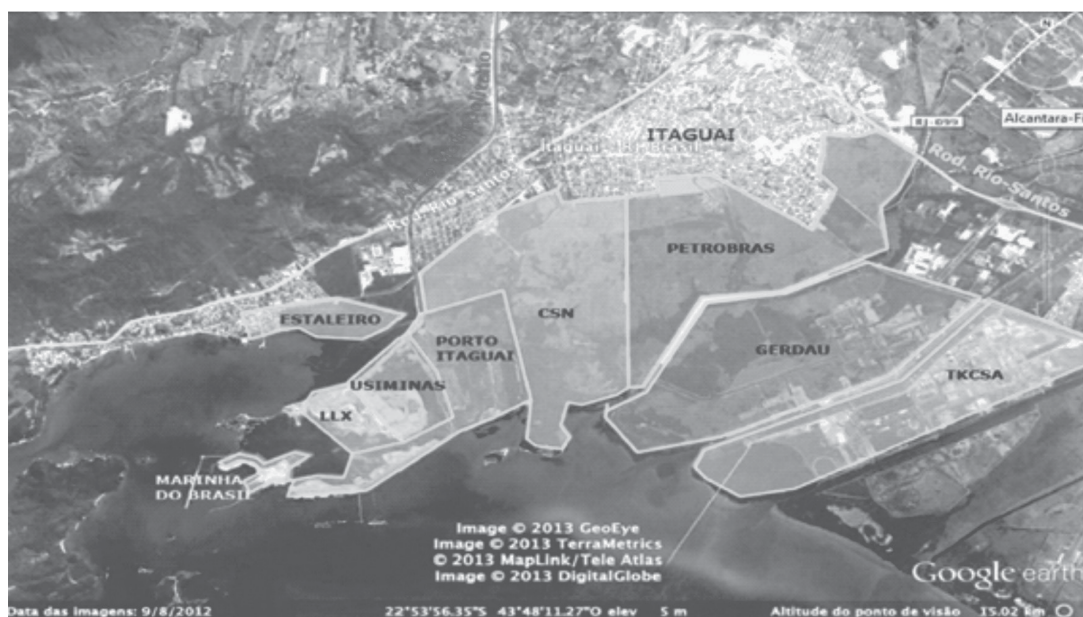 N
RJ-099
Alcantara-Fr
ITAGUAI
Itaguaí - RJ, Brasil
Rod. Rio-Santos
Rod. Rio-Santos
PETROBRAS
ESTALEIRO
CSN
PORTO
ITAGUAI
GERDAU
USIMINAS
TKCSA
LLX
MARINHA
DO BRASIL
Image © 2013 GeoEye
Image © 2013 TerraMetrics
© 2013 MapLink/Tele Atlas
Image © 2013 DigitalGlobe
Google earth
Data das imagens: 9/8/2012 22°53'56.35"S 43°48'11.27"O elev 5 m Altitude do ponto de visão 15.02 km